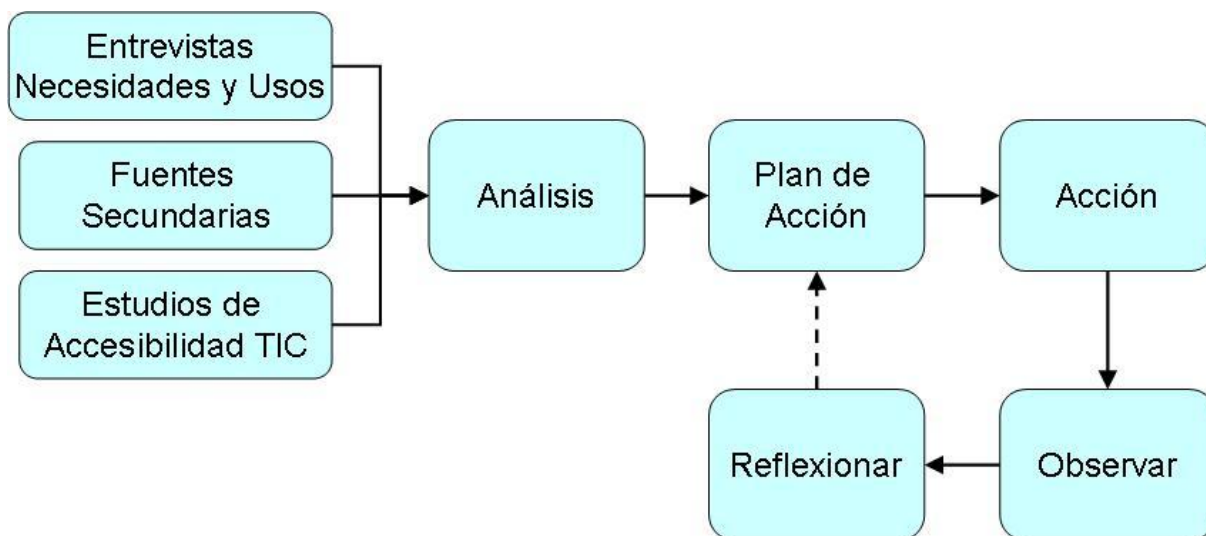 Entrevistas
Necesidades y Usos
Fuentes
Secundarias
Estudios de
Accesibilidad TIC
Análisis
Plan de
Acción
Acción
Reflexionar
Observar